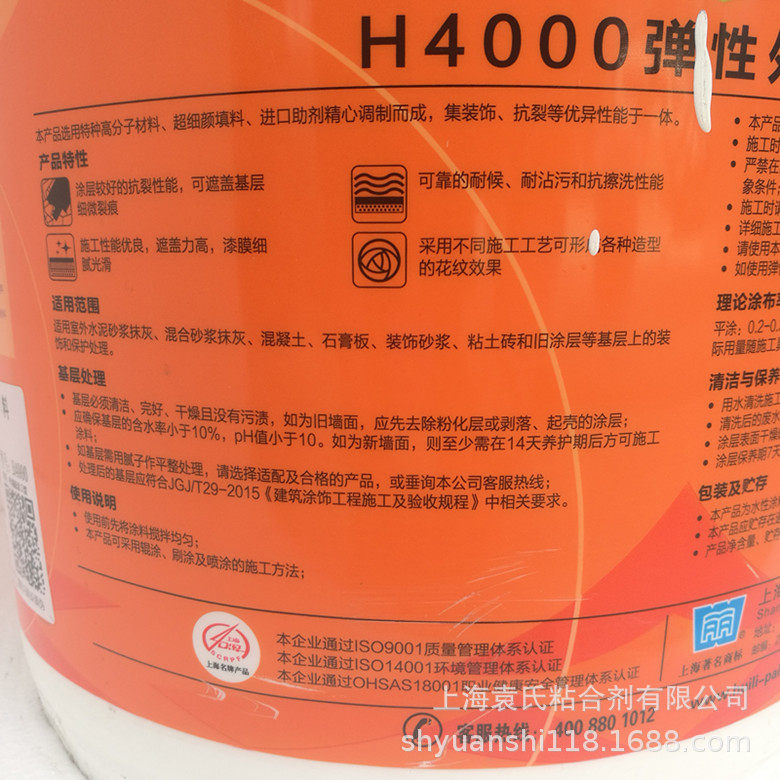 H4000弹性
本产品选用特种高分子材料、超细颜填料、进口助剂精心调制而成，集装饰、抗裂等优异性能于一体。
产品特性
涂层较好的抗裂性能，可遮盖基层
细微裂痕
可靠的耐候、耐沾污和抗擦洗性能
施工性能优良，遮盖力高，漆膜细
腻光滑
采用不同施工工艺可形 各种造型
的花纹效果
适用范围
适用室外水泥砂浆抹灰、混合砂浆抹灰、混凝土、石膏板、装饰砂浆、粘土砖和旧涂层等基层上的装
饰和保护处理。
基层处理
• 基层必须清洁、完好、干燥且没有污渍，如为旧墙面，应先去除粉化层或剥落、起壳的涂层；
• 应确保基层的含水率小于10%，pH值小于10。如为新墙面，则至少需在14天养护期后方可施工
涂料；
• 如基层需用腻子作平整处理，请选择适配及合格的产品，或垂询本公司客服热线；
• 处理后的基层应符合JGJ/T29-2015《建筑涂饰工程施工及验收规程》中相关要求。
使用说明
• 使用前先将涂料搅拌均匀；
• 本产品可采用辊涂、刷涂及喷涂的施工方法；
• 本产品
• 施工时
• 严禁在
象条件；
• 施工时
• 详细施工
• 请使用本
• 如使用弹
理论涂布
平涂：0.2-0.
际用量随施工
清洁与保养
• 用水清洗施工
• 清洗后的废水
• 涂层表面干燥
• 涂层保养期7天
包装及贮存
• 本产品为水性涂
• 本产品应贮存在
• 产品净含量、贮
料
上海
SCRPT
上海名牌产品
本企业通过ISO9001质量管理体系认证
本企业通过ISO14001环境管理体系认证
本企业通过OHSAS18001职业健康安全管理体系认证
客服热线：400 880 1012
上海著名商标
上海
Sha
地址：
邮编：
上海袁氏粘合剂有限公司
shyuanshi118.1688.com